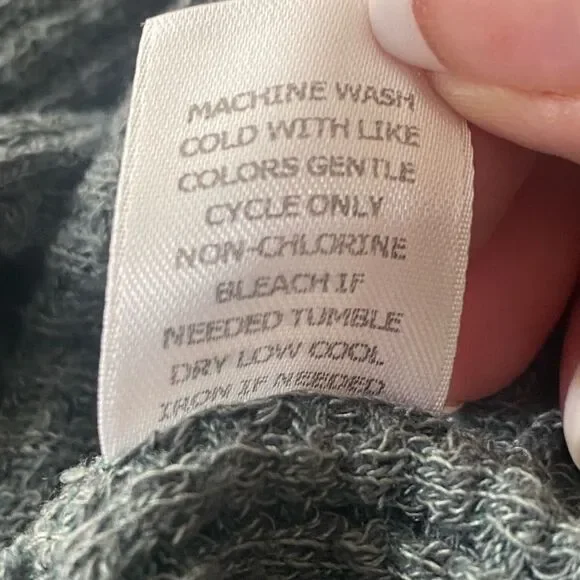 MACHINE WASH
COLD WITH LIKE
COLORS GENTLE
CYCLE ONLY
NON-CHLORINE
BLEACH IF
NEEDED TUMBLE
DRY LOW COOL
IRON IF NEEDED